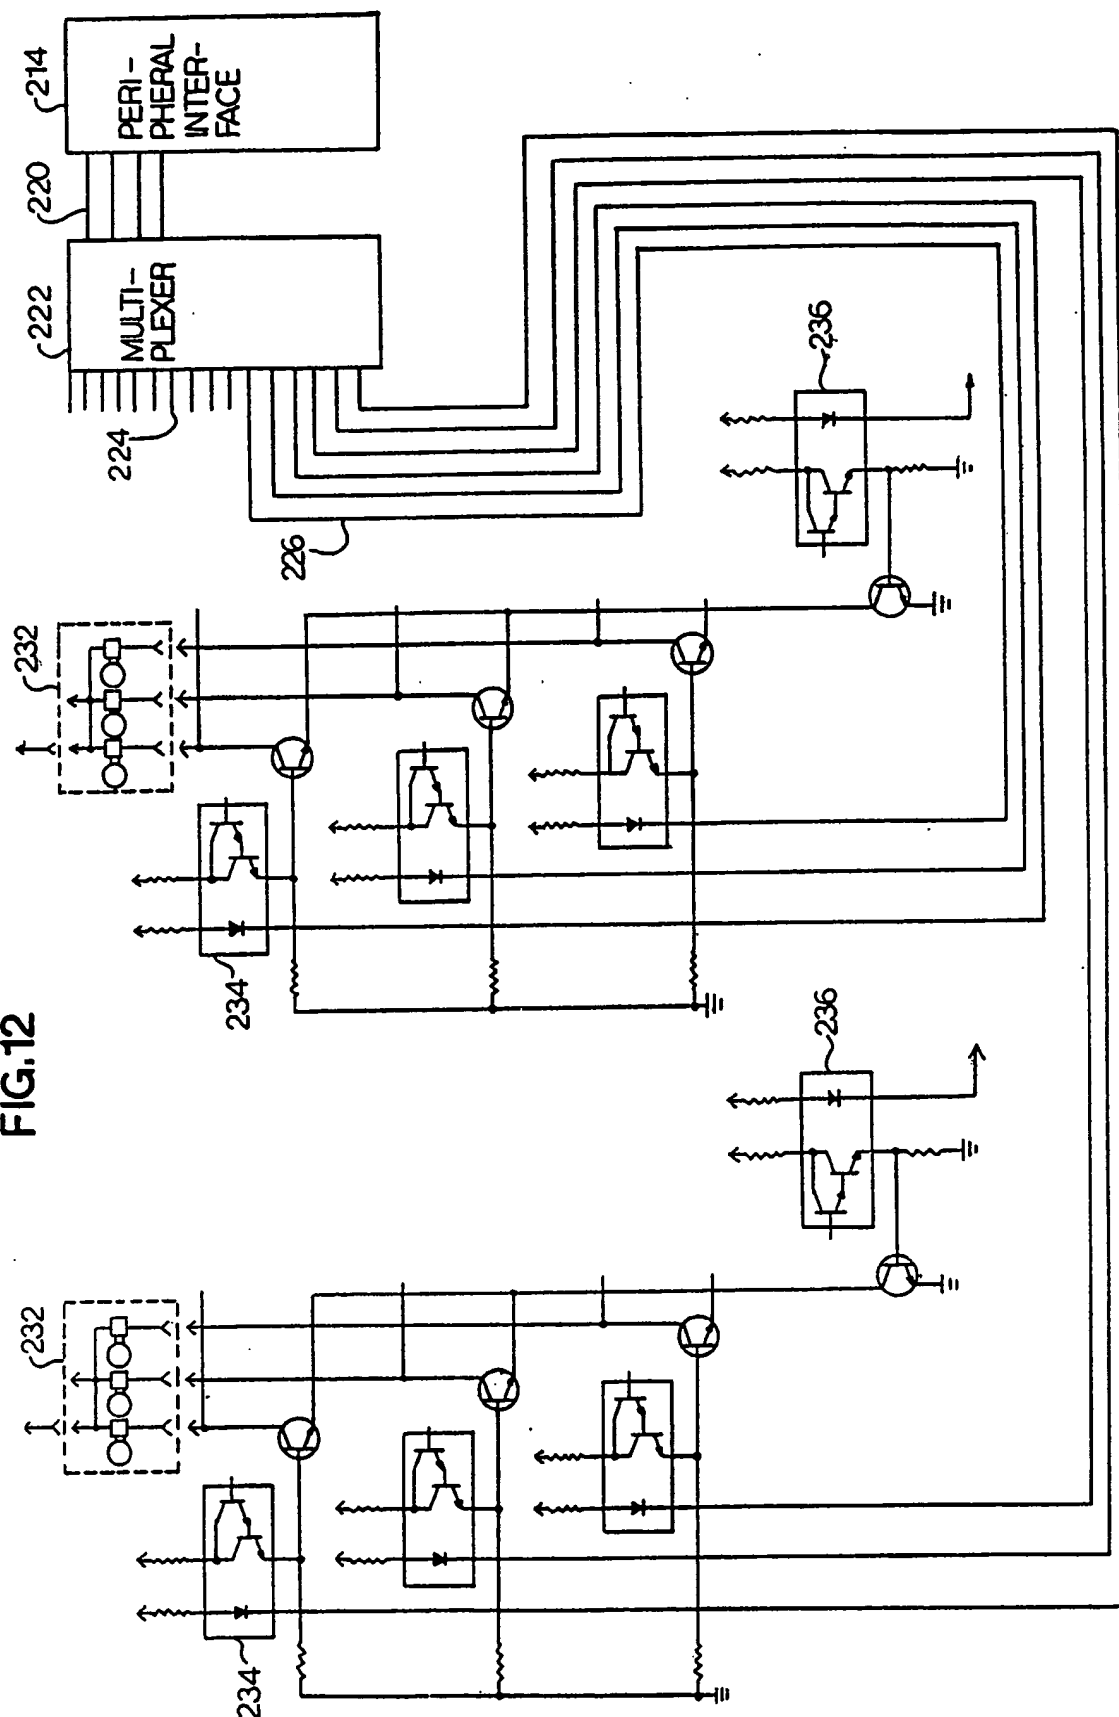 FIG.12
214
PERI-
PHERAL
INTER-
FACE
220
222
MULTI-
PLEXER
224
226
232
234
236
232
234
236